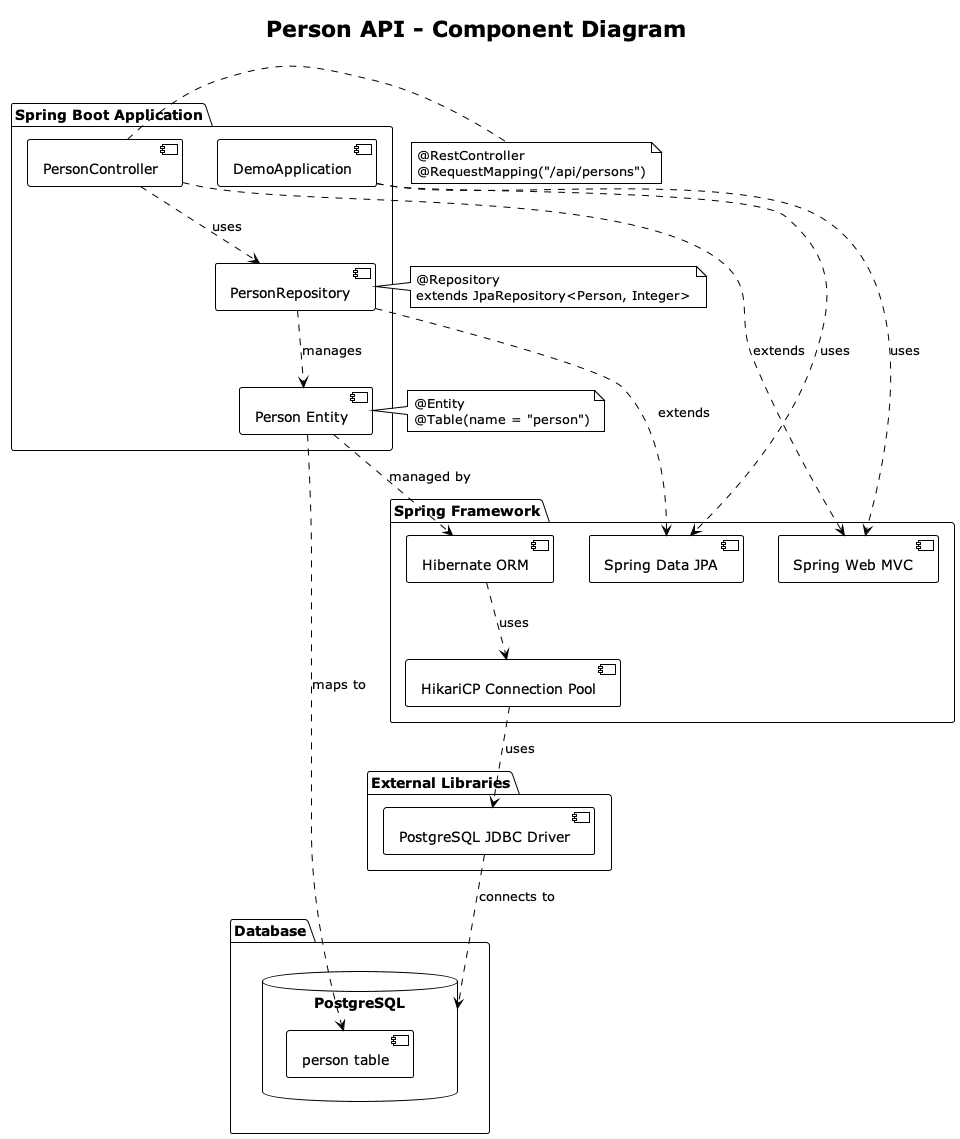 Person API - Component Diagram
Spring Boot Application
PersonController
DemoApplication
@RestController
@RequestMapping("/api/persons")
uses
PersonRepository
@Repository
extends JpaRepository<Person, Integer>
manages
extends
uses
uses
Person Entity
@Entity
@Table(name = "person")
extends
managed by
Spring Framework
Hibernate ORM
Spring Data JPA
Spring Web MVC
uses
maps to
HikariCP Connection Pool
uses
External Libraries
PostgreSQL JDBC Driver
connects to
Database
PostgreSQL
person table